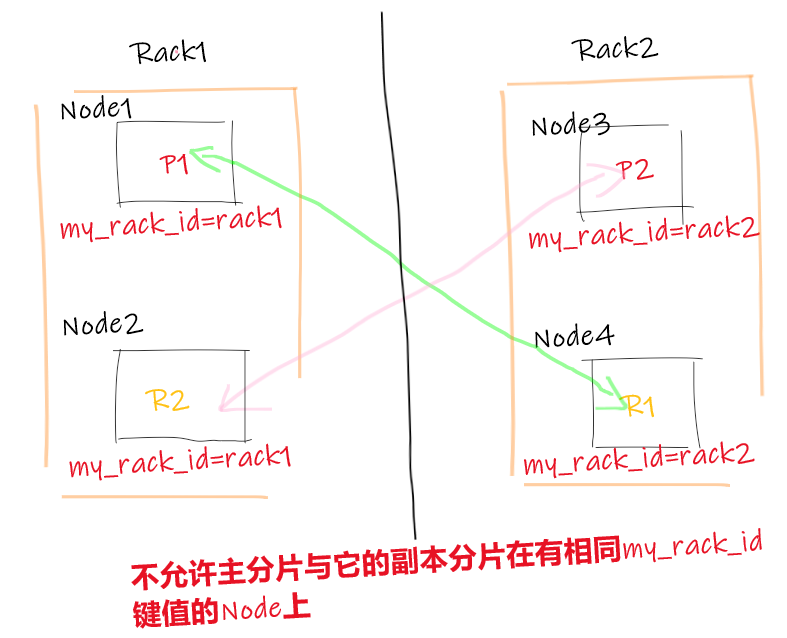 Rack1
Rack2
Node1
P1
my_rack_id=rack1
Node3
P2
my_rack_id=rack2
Node2
R2
my_rack_id=rack1
Node4
R1
my_rack_id=rack2
不允许主分片与它的副本分片在有相同my_rack_id
键值的Node上